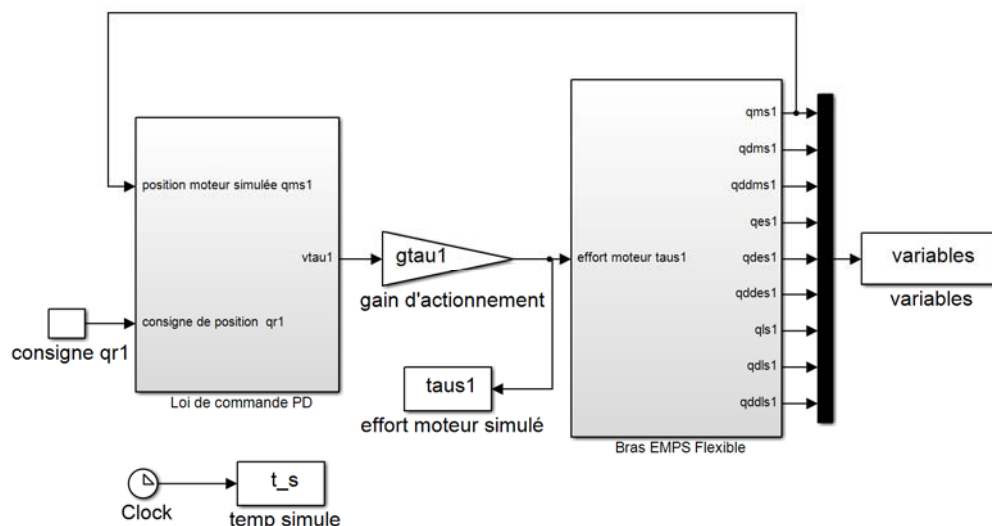 position moteur simulée qms1
vtau1
consigne de position qr1
Loi de commande PD
consigne qr1
gtau1
gain d'actionnement
taus1
effort moteur simulé
effort moteur taus1
qms1
qdms1
qddms1
qes1
qdes1
qddes1
qls1
qdls1
qddls1
Bras EMPS Flexible
variables
variables
Clock
t_s
temp simule